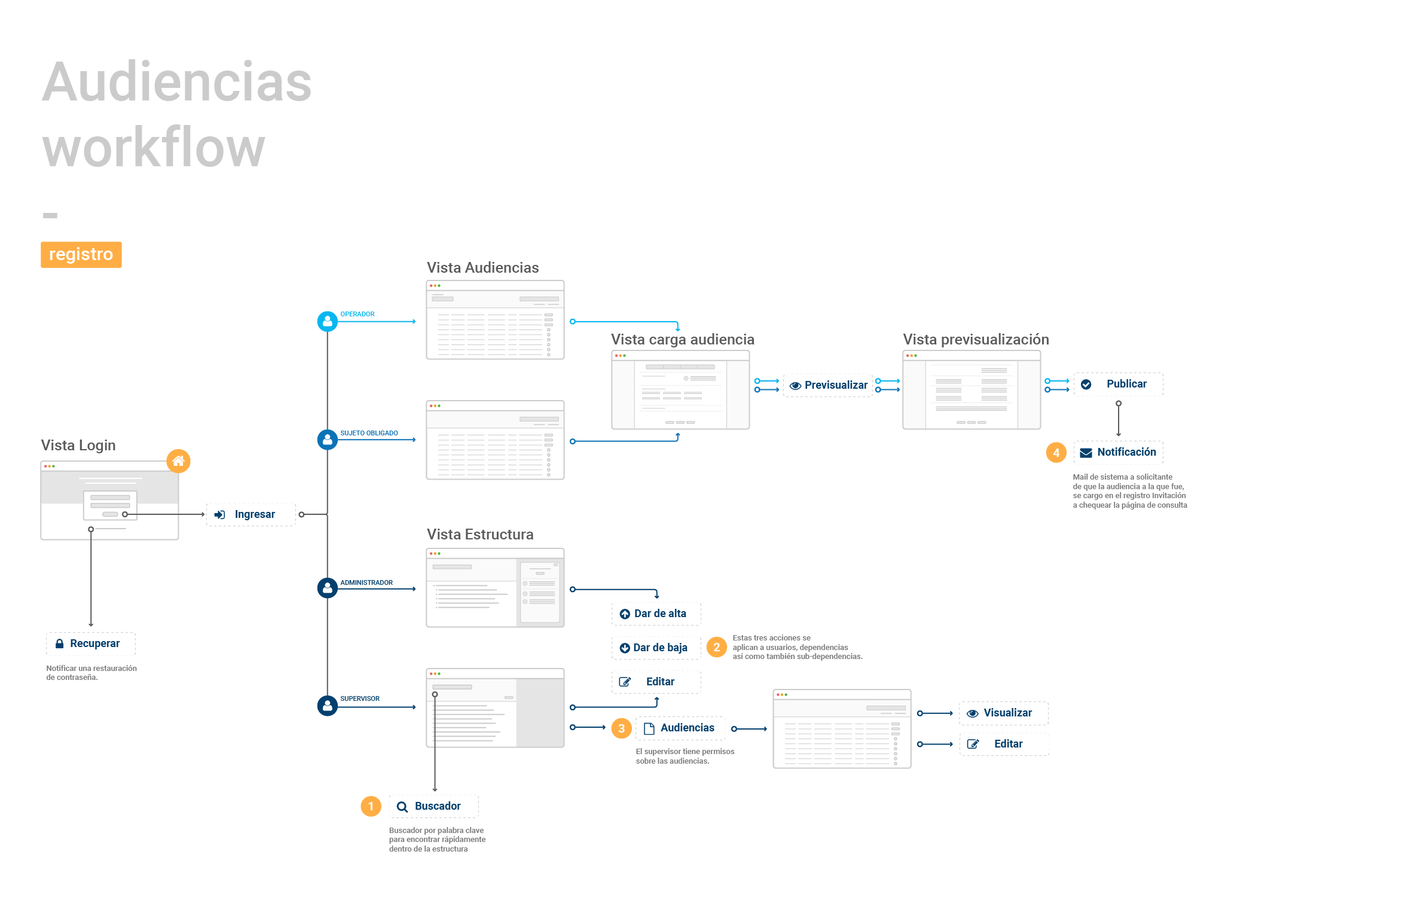 Audiencias
workflow
-
registro
Vista Login
Ingresar
Recuperar
Notificar una restauración
de contraseña.
OPERADOR
SUJETO OBLIGADO
ADMINISTRADOR
SUPERVISOR
Vista Audiencias
Vista carga audiencia
Previsualizar
Vista previsualización
Publicar
4
Notificación
Mail de sistema a solicitante
de que la audiencia a la que fue,
se cargo en el registro Invitación
a chequear la página de consulta
Vista Estructura
Dar de alta
Dar de baja
Editar
2
Estas tres acciones se
aplican a usuarios, dependencias
así como también sub-dependencias.
3
Audiencias
El supervisor tiene permisos
sobre las audiencias.
Visualizar
Editar
1
Buscador
Buscador por palabra clave
para encontrar rápidamente
dentro de la estructura